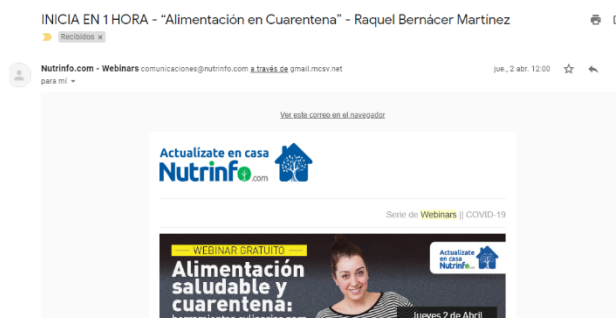 INICIA EN 1 HORA - “Alimentación en Cuarentena” - Raquel Bernácer Martínez
Recibidos x
Nutrinfo.com - Webinars comunicaciones@nutrinfo.com a través de gmail.mcsv.net
jue., 2 abr. 12:00
para mí
Ver este correo en el navegador
Actualízate en casa
Nutrinfo.com
Serie de Webinars || COVID-19
WEBINAR GRATUITO
Actualízate
en casa
Nutrinfo.com
Alimentación
saludable y
cuarentena:
Jueves 2 de Abril